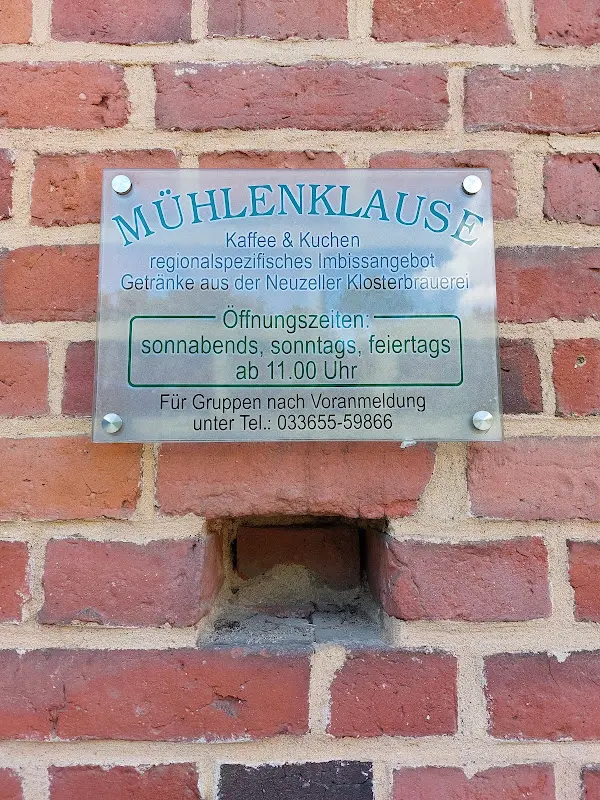 MÜHLENKLAUSE
Kaffee & Kuchen
regionalspezifisches Imbissangebot
Getränke aus der Neuzeller Klosterbrauerei
Öffnungszeiten:
sonnabends, sonntags, feiertags
ab 11.00 Uhr
Für Gruppen nach Voranmeldung
unter Tel.: 033655-59866